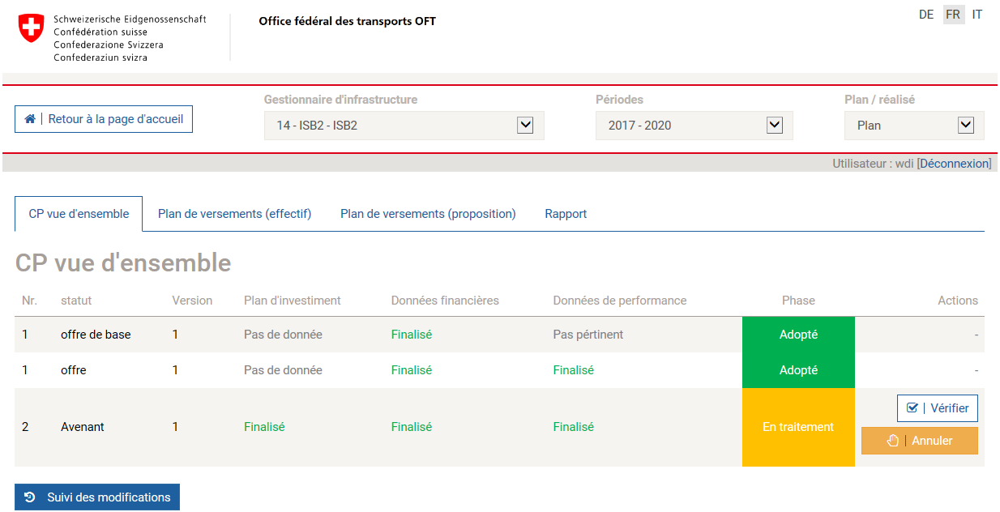 Schweizerische Eidgenossenschaft
Confédération suisse
Confederazione Svizzera
Confederaziun svizra
Office fédéral des transports OFT
DE FR IT
Retour à la page d'accueil
Gestionnaire d'infrastructure
14 - ISB2 - ISB2
Périodes
2017 - 2020
Plan / réalisé
Plan
Utilisateur : wdi [Déconnexion]
CP vue d'ensemble Plan de versements (effectif) Plan de versements (proposition) Rapport
CP vue d'ensemble
Nr. statut Version Plan d'investiment Données financières Données de performance Phase Actions
1 offre de base 1 Pas de donnée Finalisé Pas pértinent Adopté -
1 offre 1 Pas de donnée Finalisé Finalisé Adopté -
2 Avenant 1 Finalisé Finalisé Finalisé En traitement
Vérifier
Annuler
Suivi des modifications